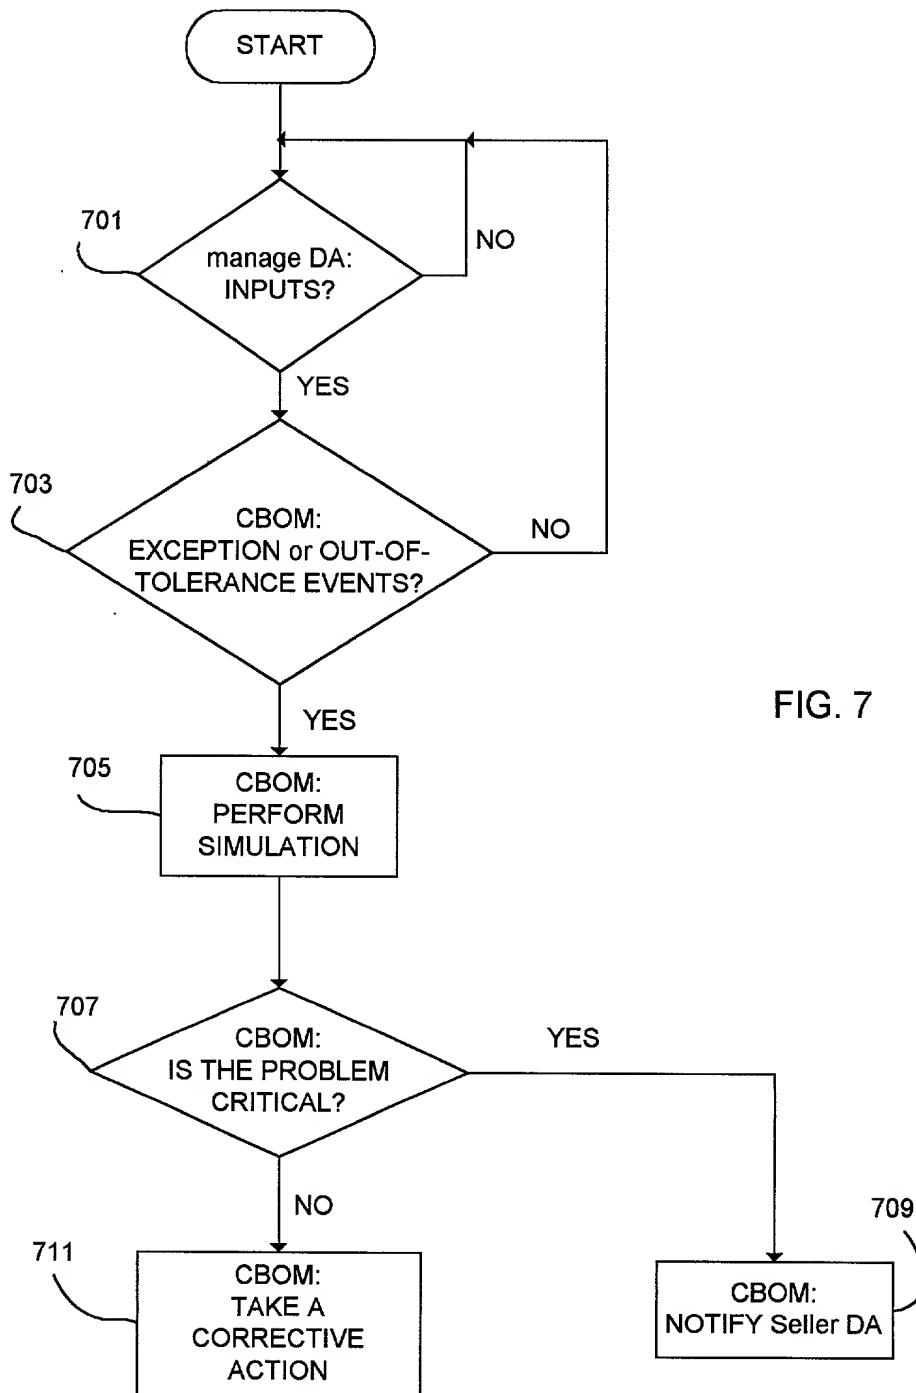 START
701
manage DA:
INPUTS?
NO
YES
703
CBOM:
EXCEPTION or OUT-OF-
TOLERANCE EVENTS?
NO
YES
FIG. 7
705
CBOM:
PERFORM
SIMULATION
707
CBOM:
IS THE PROBLEM
CRITICAL?
YES
NO
709
711
CBOM:
TAKE A
CORRECTIVE
ACTION
CBOM:
NOTIFY Seller DA